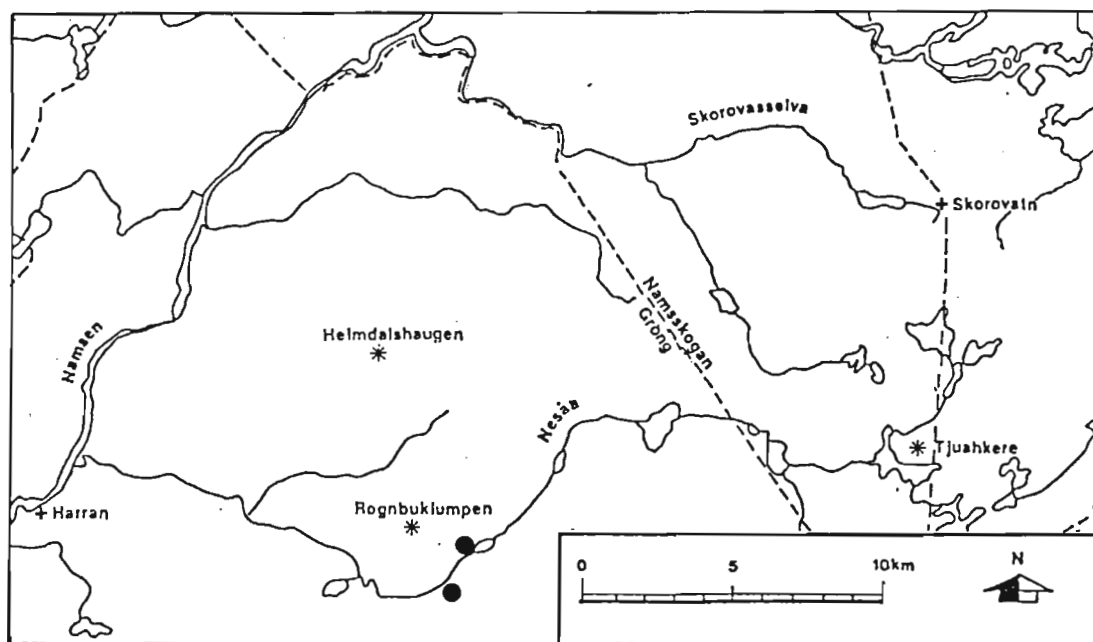 Skorovasselva
Skorovatn
Namsskogan
Grong
Heimdalshaugen
Namsen
Nesåa
Tjuahkere
Rognbuklumpen
Harran
0 5 10km
N